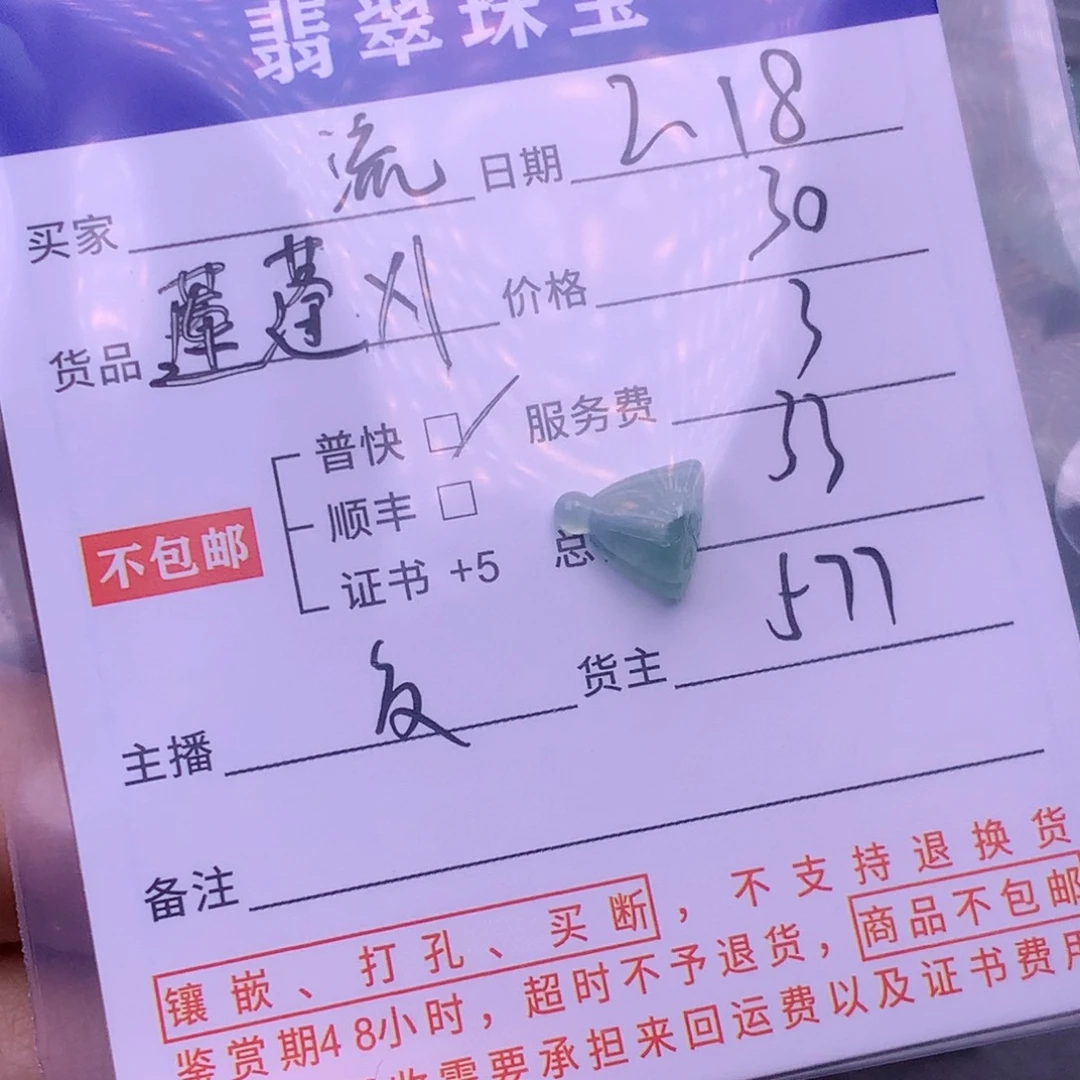 翡翠珠宝
买家 流 日期 2 18
货品 莲蓬×1 价格 30
普快 服务费 3
顺丰
不包邮
证书 +5 总 33
主播 夏 货主 577
备注
镶嵌、打孔、买断，不支持退换货
鉴赏期48小时，超时不予退货，商品不包邮
需要承担来回运费以及证书费用